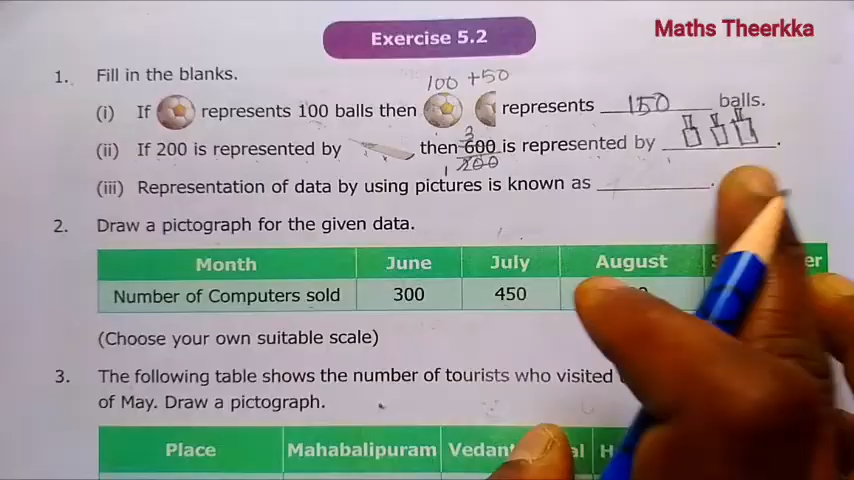 Maths Theerkka
Exercise 5.2
1. Fill in the blanks.
100 +50
(i) If represents 100 balls then represents 150 balls.
(ii) If 200 is represented by then 600 is represented by .
3
1 200
(iii) Representation of data by using pictures is known as .
2. Draw a pictograph for the given data.
Month June July August
Number of Computers sold 300 450
(Choose your own suitable scale)
3. The following table shows the number of tourists who visited
of May. Draw a pictograph.
Place Mahabalipuram